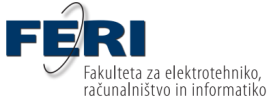 FERI
Fakulteta za elektrotehniko,
računalništvo in informatiko